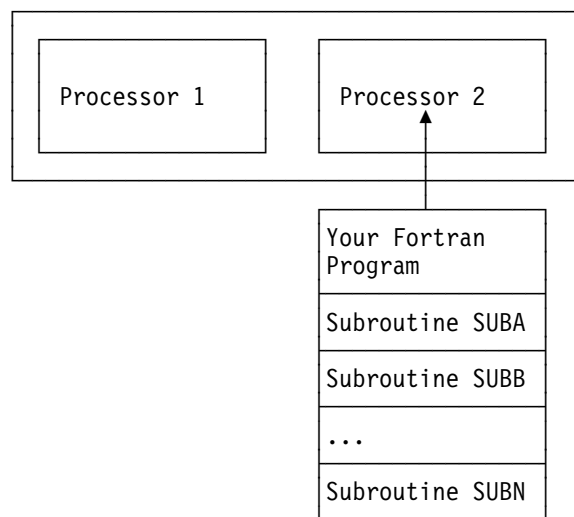 Processor 1
Processor 2
Your Fortran
Program
Subroutine SUBA
Subroutine SUBB
...
Subroutine SUBN